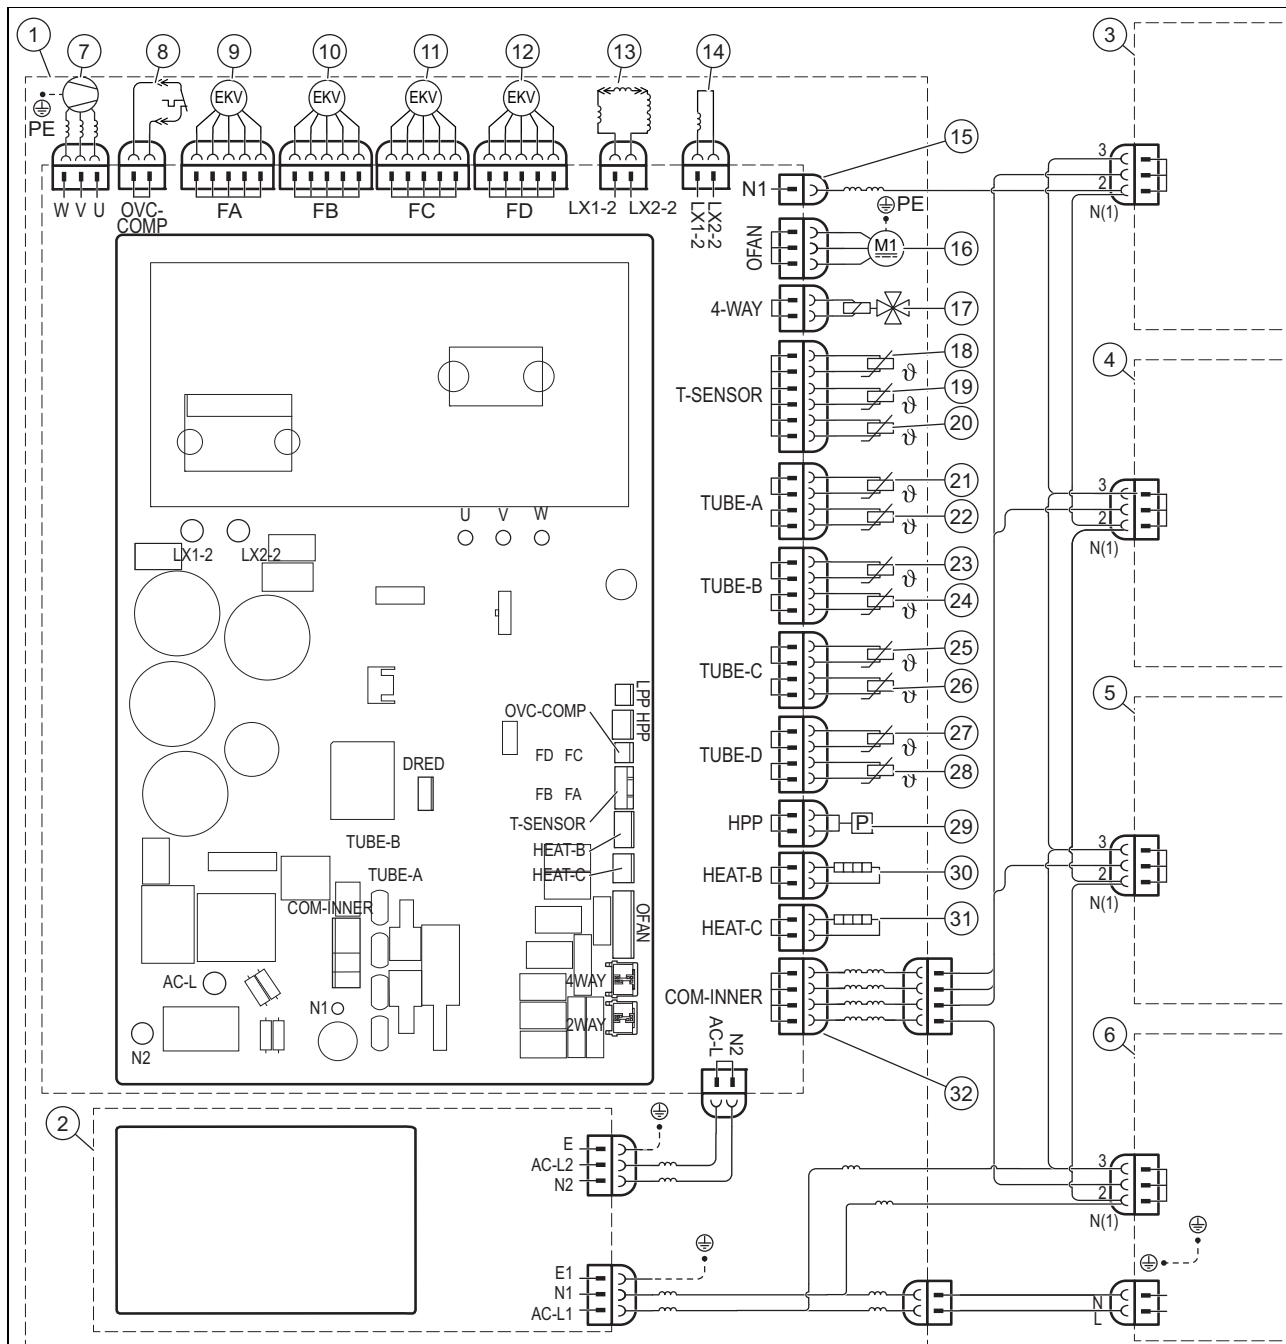 1 7 8 9 10 11 12 13 14 3
EKV EKV EKV EKV
PE
W V U OVC-COMP FA FB FC FD LX1-2 LX2-2 LX1-2 LX2-2
N1 15
3
2
N(1)
OFAN M1 PE 16
4-WAY 17
T-SENSOR 18 ϑ
19 ϑ
20 ϑ
4
TUBE-A 21 ϑ
22 ϑ
3
2
N(1)
LX1-2 LX2-2 U V W
TUBE-B 23 ϑ
24 ϑ
TUBE-C 25 ϑ
26 ϑ
5
LPP HPP
OVC-COMP
FD FC
TUBE-D 27 ϑ
28 ϑ
DRED
FB FA
T-SENSOR
HPP P 29
TUBE-B
HEAT-B
HEAT-C
HEAT-B 30
3
2
N(1)
TUBE-A
COM-INNER
OFAN
HEAT-C 31
AC-L
4WAY
COM-INNER
N1
2WAY
N2
AC-L N2
6
32
2
E
AC-L2
N2
3
2
N(1)
E1
N1
AC-L1
N
L